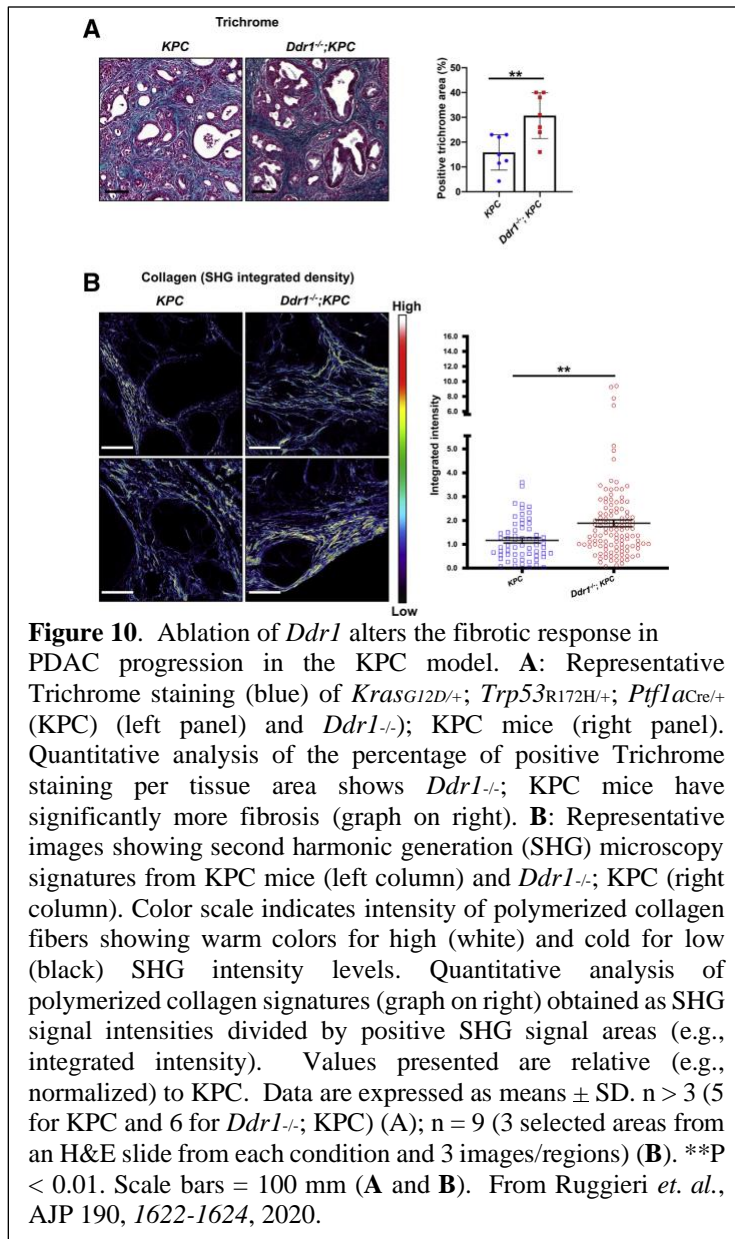 A
Trichrome
KPC
Ddr1-/-;KPC
Positive trichrome area (%)
50
40
30
20
10
0
**
KPC
Ddr1-/-; KPC
B
Collagen (SHG integrated density)
KPC
Ddr1-/-;KPC
High
Low
Integrated intensity
16.0
14.0
12.0
10.0
8.0
6.0
5.0
4.0
3.0
2.0
1.0
0.0
**
KPC
Ddr1-/-; KPC
Figure 10. Ablation of Ddr1 alters the fibrotic response in
PDAC progression in the KPC model. A: Representative
Trichrome staining (blue) of KrasG12D/+; Trp53R172H/+; Ptf1aCre/+
(KPC) (left panel) and Ddr1-/-); KPC mice (right panel).
Quantitative analysis of the percentage of positive Trichrome
staining per tissue area shows Ddr1-/-; KPC mice have
significantly more fibrosis (graph on right). B: Representative
images showing second harmonic generation (SHG) microscopy
signatures from KPC mice (left column) and Ddr1-/-; KPC (right
column). Color scale indicates intensity of polymerized collagen
fibers showing warm colors for high (white) and cold for low
(black) SHG intensity levels. Quantitative analysis of
polymerized collagen signatures (graph on right) obtained as SHG
signal intensities divided by positive SHG signal areas (e.g.,
integrated intensity). Values presented are relative (e.g.,
normalized) to KPC. Data are expressed as means ± SD. n > 3 (5
for KPC and 6 for Ddr1-/-; KPC) (A); n = 9 (3 selected areas from
an H&E slide from each condition and 3 images/regions) (B). **P
< 0.01. Scale bars = 100 mm (A and B). From Ruggieri et. al.,
AJP 190, 1622-1624, 2020.